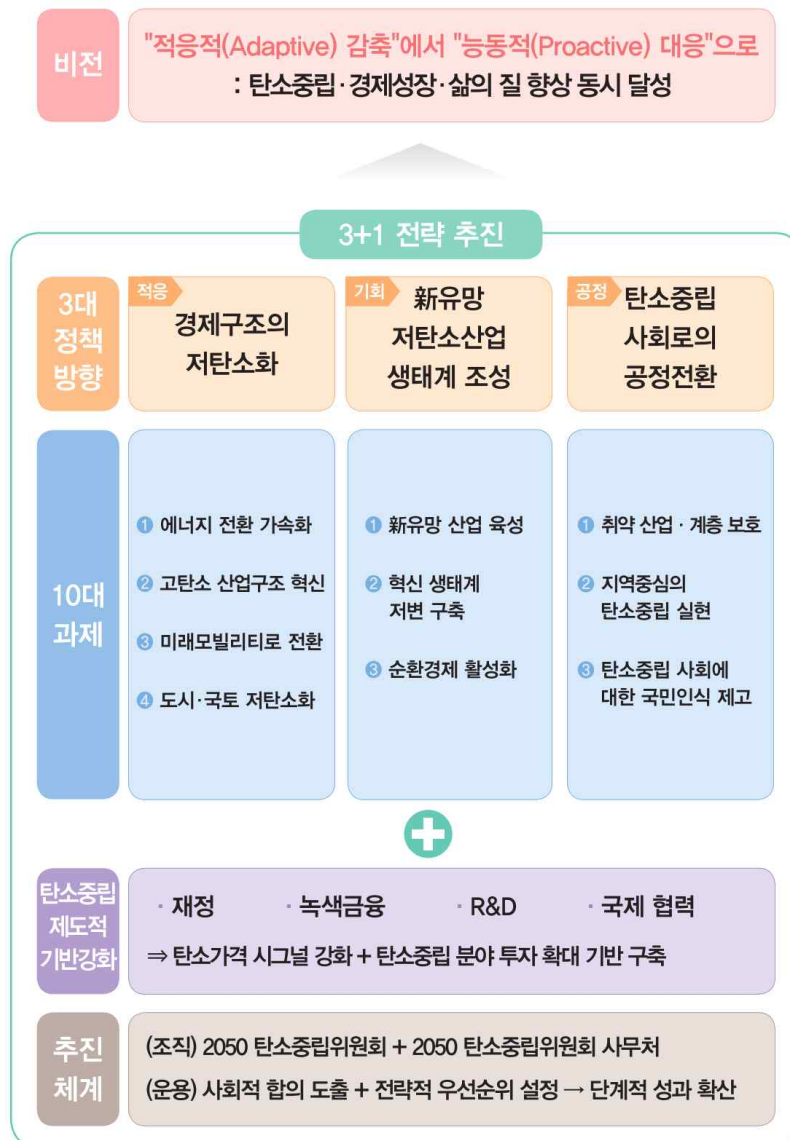 비전
"적응적(Adaptive) 감축"에서 "능동적(Proactive) 대응"으로
: 탄소중립·경제성장·삶의 질 향상 동시 달성
3+1 전략 추진
3대
정책
방향
적응
경제구조의
저탄소화
기회
新유망
저탄소산업
생태계 조성
공정
탄소중립
사회로의
공정전환
10대
과제
❶ 에너지 전환 가속화
❷ 고탄소 산업구조 혁신
❸ 미래모빌리티로 전환
❹ 도시·국토 저탄소화
❶ 新유망 산업 육성
❷ 혁신 생태계
저변 구축
❸ 순환경제 활성화
❶ 취약 산업·계층 보호
❷ 지역중심의
탄소중립 실현
❸ 탄소중립 사회에
대한 국민인식 제고
탄소중립
제도적
기반강화
· 재정 · 녹색금융 · R&D · 국제 협력
⇒ 탄소가격 시그널 강화 + 탄소중립 분야 투자 확대 기반 구축
추진
체계
(조직) 2050 탄소중립위원회 + 2050 탄소중립위원회 사무처
(운용) 사회적 합의 도출 + 전략적 우선순위 설정 → 단계적 성과 확산